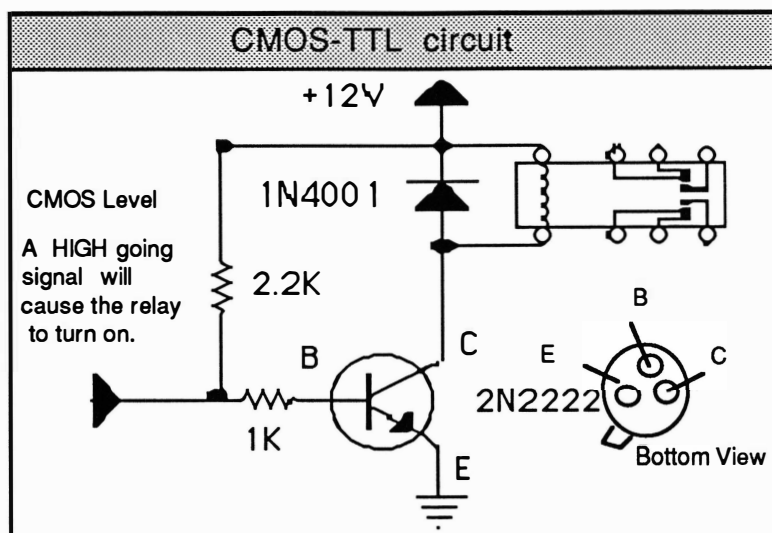 CMOS-TTL circuit
+12V
CMOS Level
1N4001
A HIGH going
signal will
cause the relay
to turn on.
2.2K
B
C
1K
E
B
E
C
2N2222
Bottom View